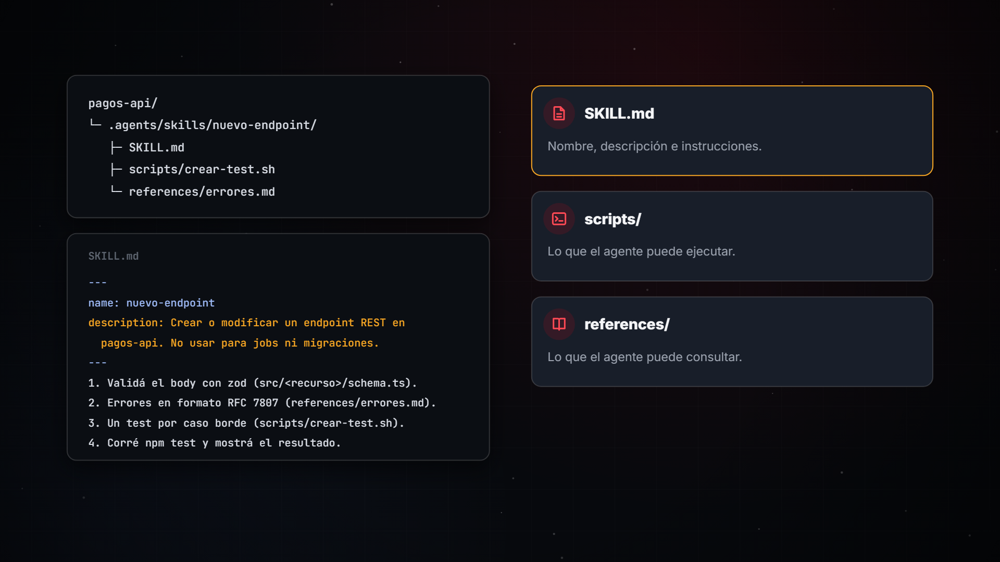 pagos-api/
└─ .agents/skills/nuevo-endpoint/
├─ SKILL.md
├─ scripts/crear-test.sh
└─ references/errores.md
SKILL.md
---
name: nuevo-endpoint
description: Crear o modificar un endpoint REST en
pagos-api. No usar para jobs ni migraciones.
---
1. Validá el body con zod (src/<recurso>/schema.ts).
2. Errores en formato RFC 7807 (references/errores.md).
3. Un test por caso borde (scripts/crear-test.sh).
4. Corré npm test y mostrá el resultado.
SKILL.md
Nombre, descripción e instrucciones.
scripts/
Lo que el agente puede ejecutar.
references/
Lo que el agente puede consultar.